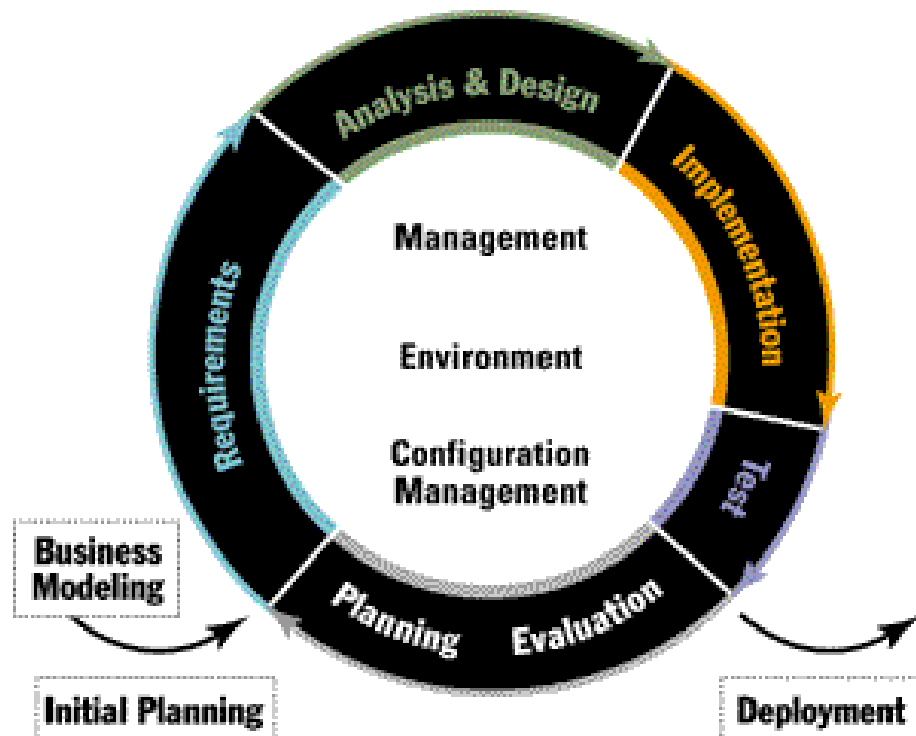 Analysis & Design
Implementation
Management
Requirements
Environment
Configuration
Management
Test
Business
Modeling
Planning
Evaluation
Initial Planning
Deployment